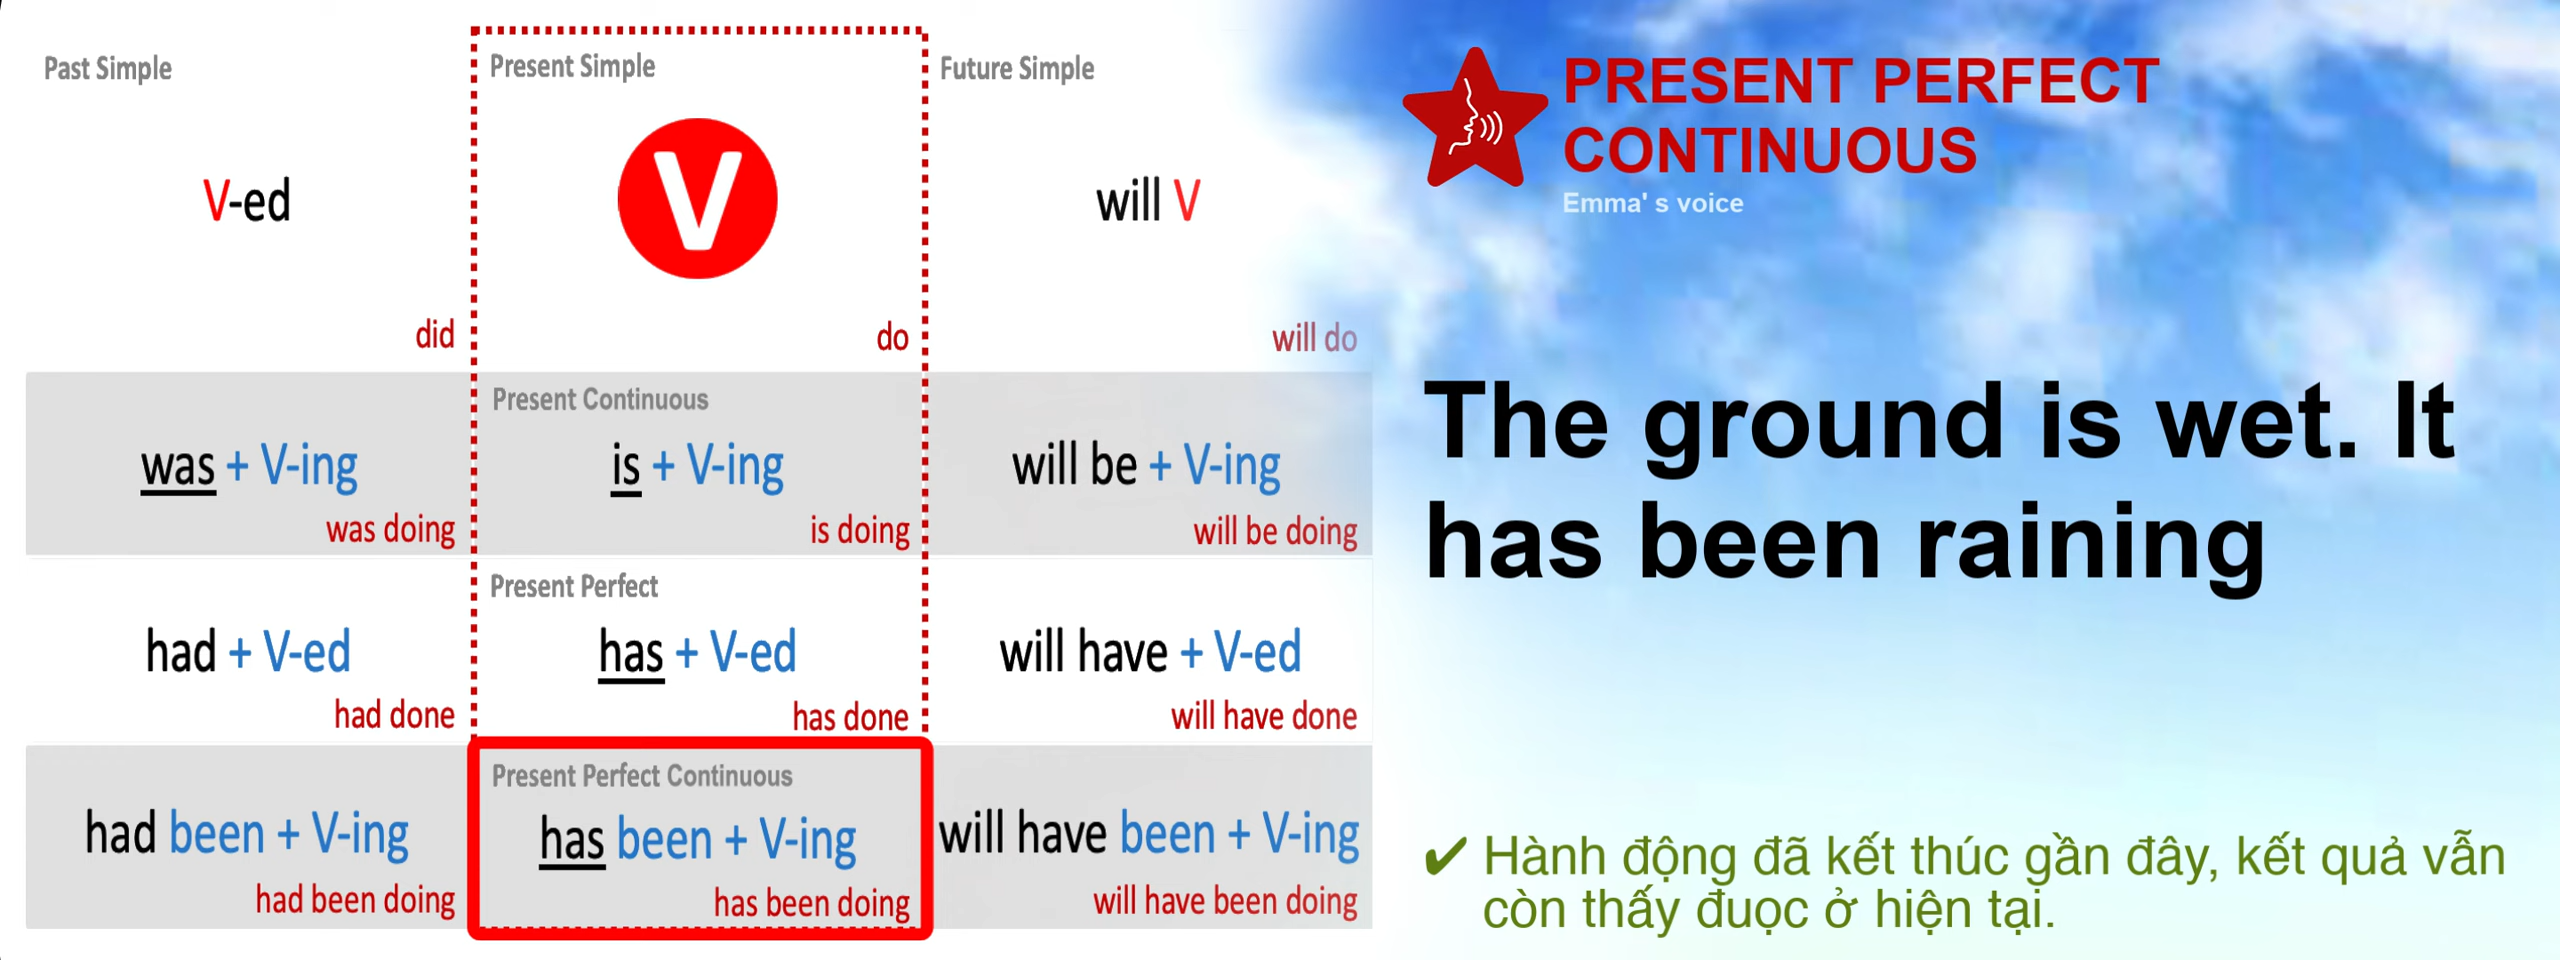 Past Simple
Present Simple
Future Simple
V-ed
V
will V
did
do
will do
Present Continuous
was + V-ing
is + V-ing
will be + V-ing
was doing
is doing
will be doing
Present Perfect
had + V-ed
has + V-ed
will have + V-ed
had done
has done
will have done
Present Perfect Continuous
had been + V-ing
has been + V-ing
will have been + V-ing
had been doing
has been doing
will have been doing
PRESENT PERFECT
CONTINUOUS
Emma' s voice
The ground is wet. It
has been raining
✔ Hành động đã kết thúc gần đây, kết quả vẫn
còn thấy đuọc ở hiện tại.